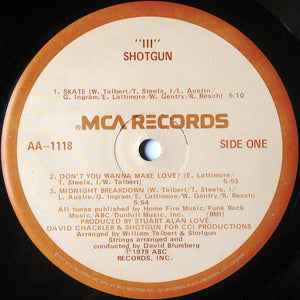 "III"
SHOTGUN
1. SKATE (W. Talbert/T. Steels, I/L. Austin/
G. Ingram/E. Lattimore/W. Gentry/R. Resch) 5:10
MCA RECORDS
AA-1118 SIDE ONE
2. DON'T YOU WANNA MAKE LOVE? (E. Lattimore/
T. Steels, I/W. Talbert) 5:53
3. MIDNIGHT BREAKDOWN (W. Talbert/T. Steels, I/
L. Austin/G. Ingram/E. Lattimore/W. Gentry/R. Resch)
5:54
All tunes published by Home Fire Music/Funk Rock
Music/ABC/Dunhill Music, Inc. (BMI)
PRODUCED BY STUART ALAN LOVE,
DAVID CHACKLER & SHOTGUN FOR CCI PRODUCTIONS
Arranged by William Talbert & Shotgun
Strings arranged and
conducted by David Blumberg
℗1979 ABC
RECORDS, INC.